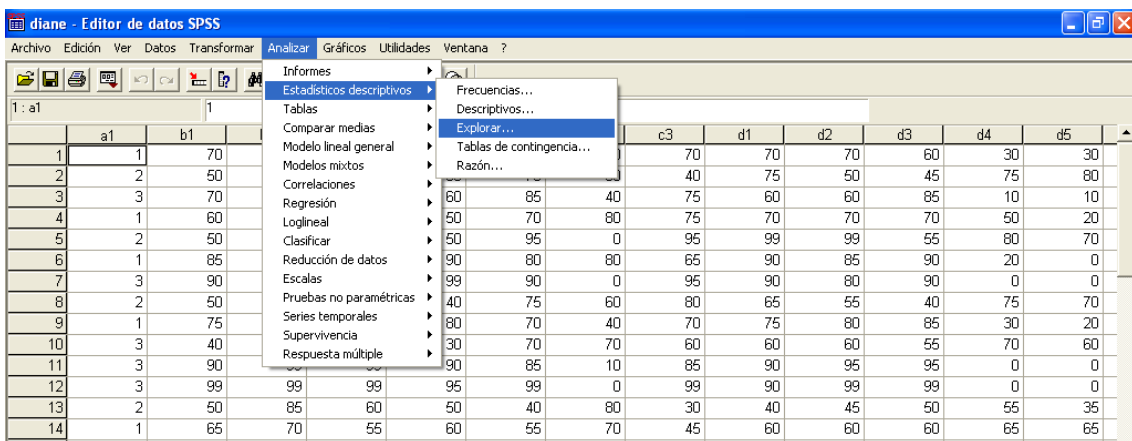 diane - Editor de datos SPSS
Archivo Edición Ver Datos Transformar Analizar Gráficos Utilidades Ventana ?
1 : a1 1
Informes
Estadísticos descriptivos
Tablas
Comparar medias
Modelo lineal general
Modelos mixtos
Correlaciones
Regresión
Loglineal
Clasificar
Reducción de datos
Escalas
Pruebas no paramétricas
Series temporales
Supervivencia
Respuesta múltiple
Frecuencias...
Descriptivos...
Explorar...
Tablas de contingencia...
Razón...
a1 b1 c3 d1 d2 d3 d4 d5
1 1 70 70 70 70 60 30 30
2 2 50 40 75 50 45 75 80
3 3 70 60 85 40 75 60 60 85 10 10
4 1 60 50 70 80 75 70 70 70 50 20
5 2 50 50 95 0 95 99 99 55 80 70
6 1 85 90 80 80 65 90 85 90 20 0
7 3 90 99 90 0 95 90 80 90 0 0
8 2 50 40 75 60 80 65 55 40 75 70
9 1 75 80 70 40 70 75 80 85 30 20
10 3 40 30 70 70 60 60 60 55 70 60
11 3 90 90 85 10 85 90 95 95 0 0
12 3 99 99 99 95 99 0 99 90 99 99 0 0
13 2 50 85 60 50 40 80 30 40 45 50 55 35
14 1 65 70 55 60 55 70 45 60 60 60 65 65